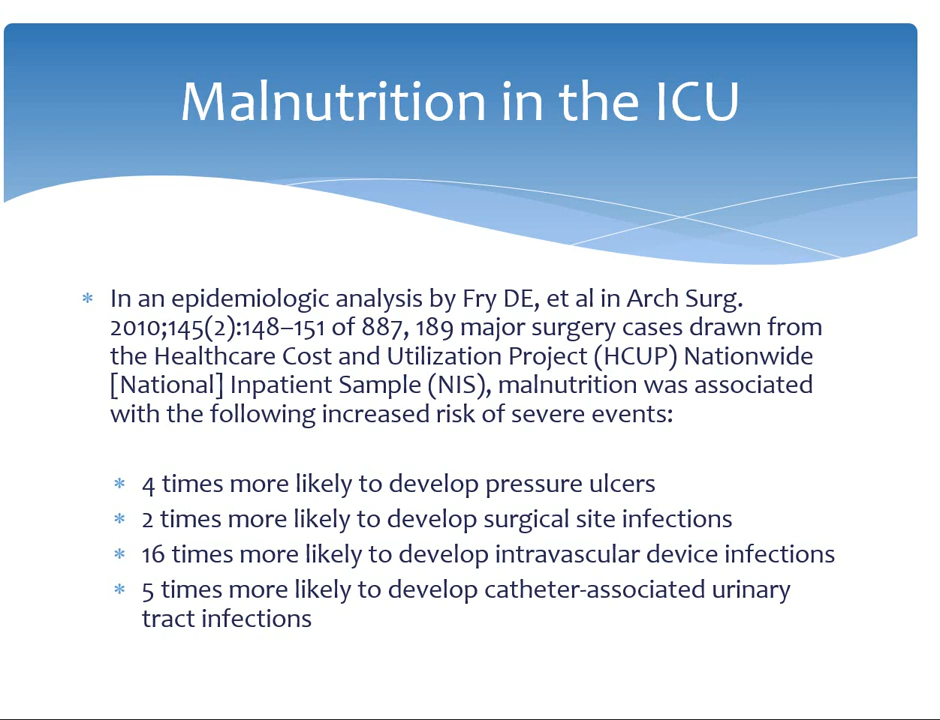 Malnutrition in the ICU
* In an epidemiologic analysis by Fry DE, et al in Arch Surg.
2010;145(2):148–151 of 887, 189 major surgery cases drawn from
the Healthcare Cost and Utilization Project (HCUP) Nationwide
[National] Inpatient Sample (NIS), malnutrition was associated
with the following increased risk of severe events:
* 4 times more likely to develop pressure ulcers
* 2 times more likely to develop surgical site infections
* 16 times more likely to develop intravascular device infections
* 5 times more likely to develop catheter-associated urinary
tract infections